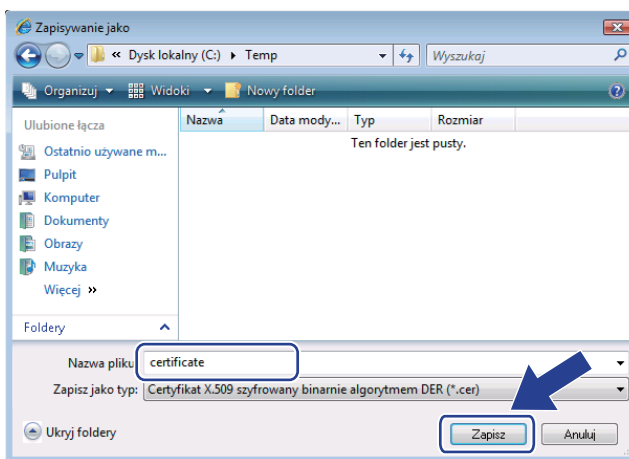 Zapisywanie jako
« Dysk lokalny (C:) Temp
Wyszukaj
Organizuj Widoki Nowy folder
Ulubione łącza
Ostatnio używane m...
Pulpit
Komputer
Dokumenty
Obrazy
Muzyka
Więcej »
Foldery
Nazwa Data mody... Typ Rozmiar
Ten folder jest pusty.
Nazwa pliku: certificate
Zapisz jako typ: Certyfikat X.509 szyfrowany binarnie algorytmem DER (*.cer)
Ukryj foldery
Zapisz
Anuluj